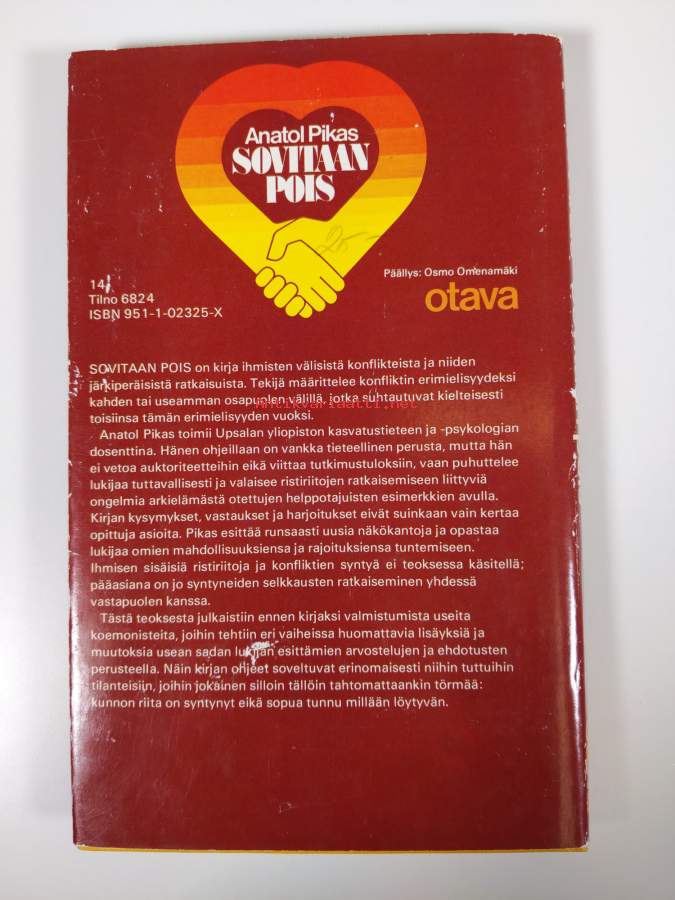 Anatol Pikas
SOVITAAN
POIS
25 -
14
Tilno 6824
ISBN 951-1-02325-X
Päällys: Osmo Omenamäki
otava
SOVITAAN POIS on kirja ihmisten välisistä konflikteista ja niiden
järkiperäisistä ratkaisuista. Tekijä määrittelee konfliktin erimielisyydeksi
kahden tai useamman osapuolen välillä, jotka suhtautuvat kielteisesti
antikvariaatti.net
toisiinsa tämän erimielisyyden vuoksi.
Anatol Pikas toimii Upsalan yliopiston kasvatustieteen ja -psykologian
dosenttina. Hänen ohjeillaan on vankka tieteellinen perusta, mutta hän
ei vetoa auktoriteetteihin eikä viittaa tutkimustuloksiin, vaan puhuttelee
lukijaa tuttavallisesti ja valaisee ristiriitojen ratkaisemiseen liittyviä
ongelmia arkielämästä otettujen helppotajuisten esimerkkien avulla.
Kirjan kysymykset, vastaukset ja harjoitukset eivät suinkaan vain kertaa
opittuja asioita. Pikas esittää runsaasti uusia näkökantoja ja opastaa
lukijaa omien mahdollisuuksiensa ja rajoituksiensa tuntemiseen.
Ihmisen sisäisiä ristiriitoja ja konfliktien syntyä ei teoksessa käsitellä;
pääasiana on jo syntyneiden selkkausten ratkaiseminen yhdessä
vastapuolen kanssa.
Tästä teoksesta julkaistiin ennen kirjaksi valmistumista useita
koemonisteita, joihin tehtiin eri vaiheissa huomattavia lisäyksiä ja
muutoksia usean sadan lukijan esittämien arvostelujen ja ehdotusten
perusteella. Näin kirjan ohjeet soveltuvat erinomaisesti niihin tuttuihin
tilanteisiin, joihin jokainen silloin tällöin tahtomattaankin törmää:
kunnon riita on syntynyt eikä sopua tunnu millään löytyvän.